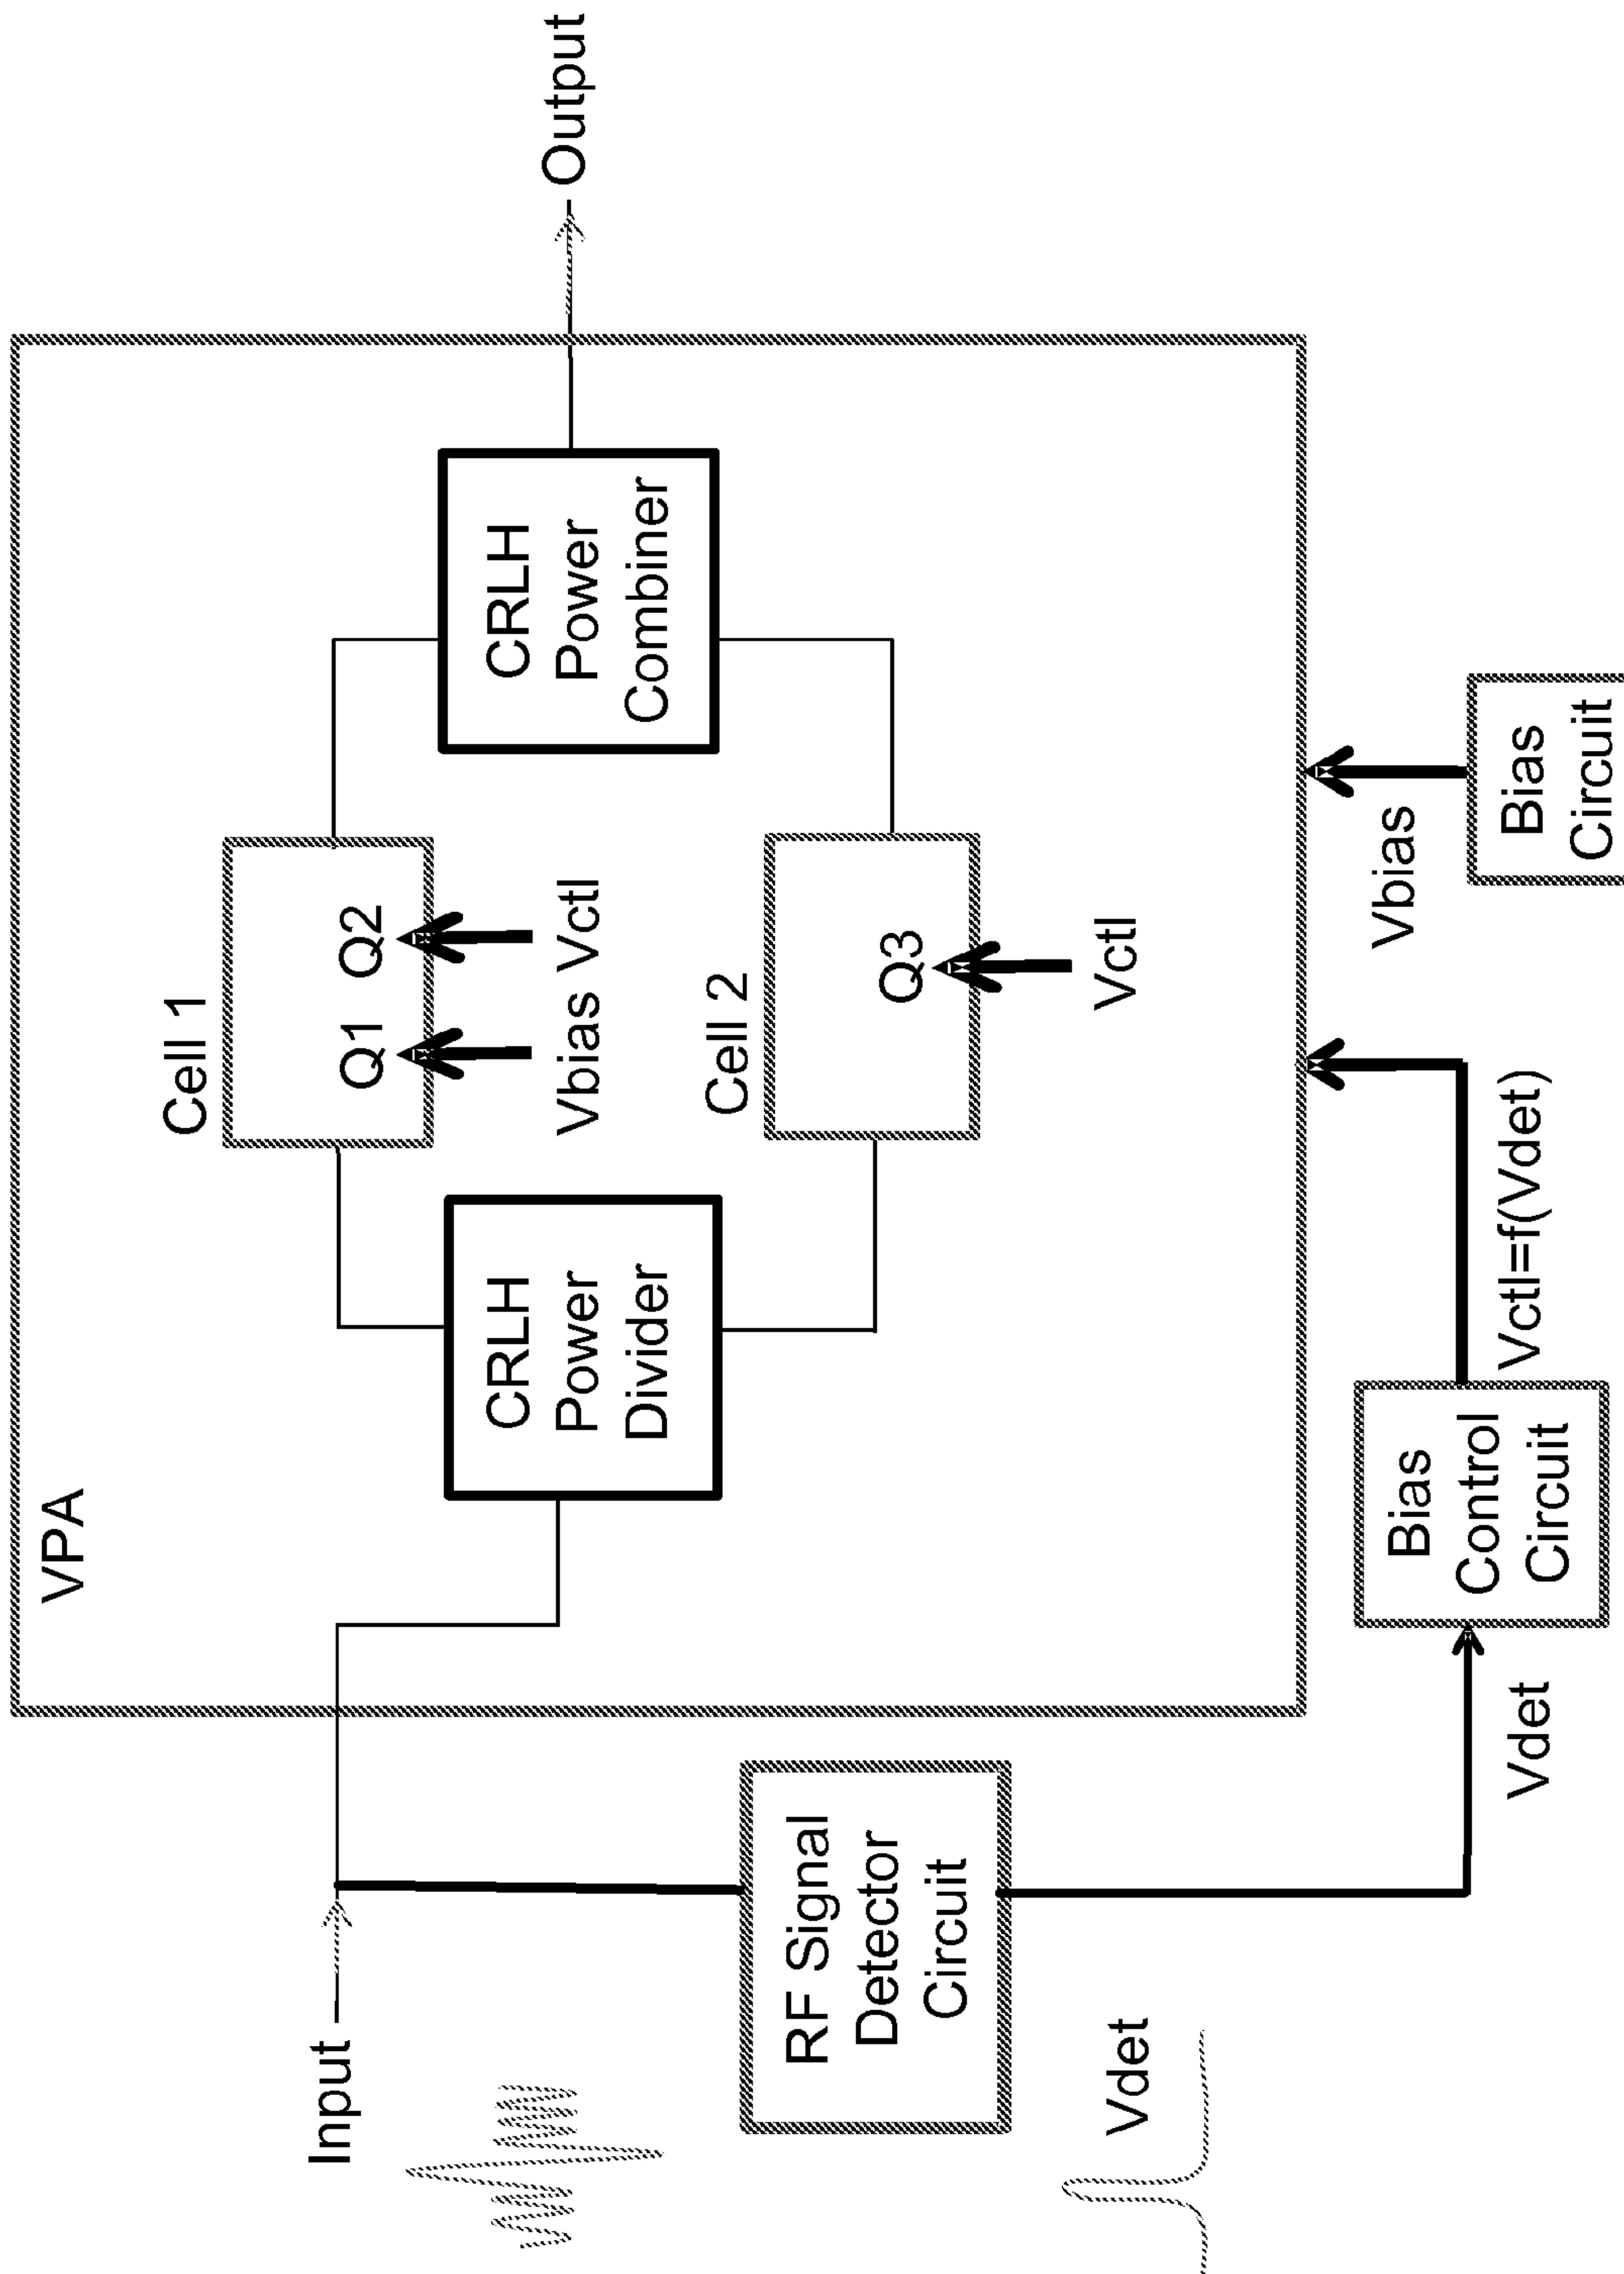 VPA
Input
Output
Cell 1
Q1 Q2
Vbias Vctl
CRLH
Power
Divider
CRLH
Power
Combiner
Cell 2
Q3
Vctl
RF Signal
Detector
Circuit
Vdet
Vdet
Bias
Control
Circuit
Vctl=f(Vdet)
Vbias
Bias
Circuit